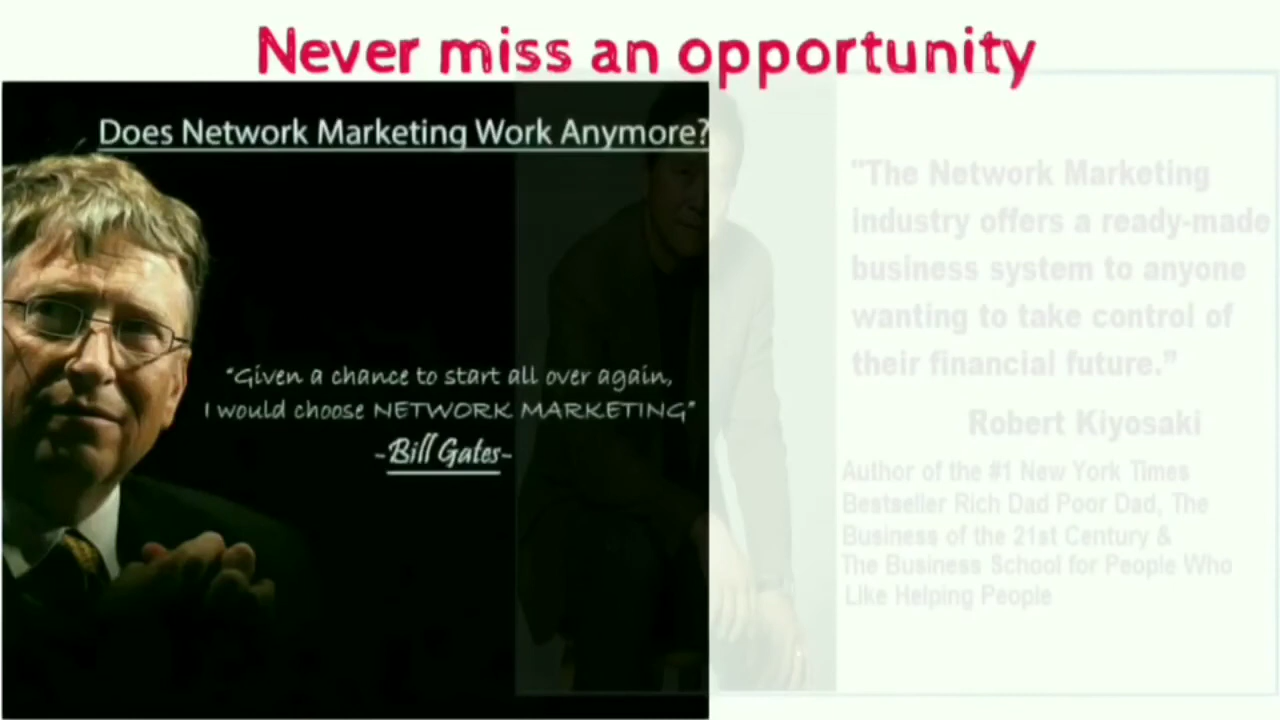 Never miss an opportunity
Does Network Marketing Work Anymore?
"Given a chance to start all over again,
I would choose NETWORK MARKETING"
-Bill Gates-
"The Network Marketing
industry offers a ready-made
business system to anyone
wanting to take control of
their financial future."
Robert Kiyosaki
Author of the #1 New York Times
Bestseller Rich Dad Poor Dad, The
Business of the 21st Century &
The Business School for People Who
Like Helping People